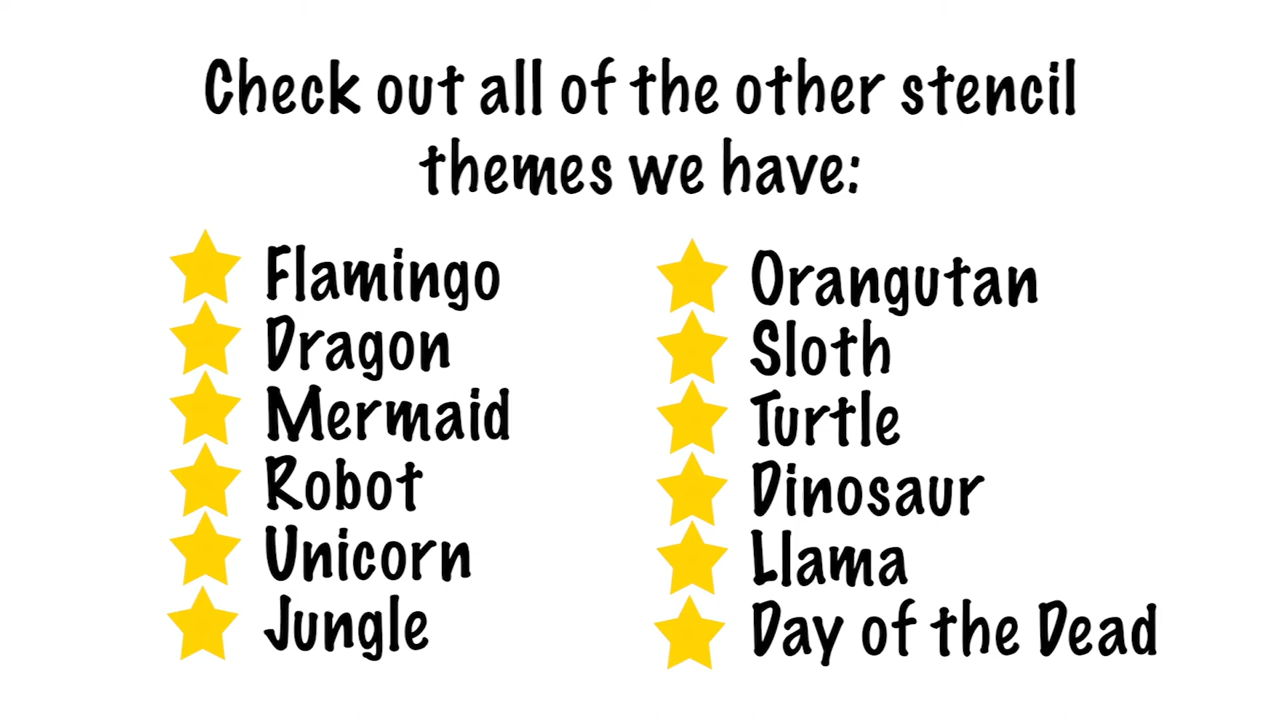 Check out all of the other stencil
themes we have:
Flamingo
Dragon
Mermaid
Robot
Unicorn
Jungle
Orangutan
Sloth
Turtle
Dinosaur
Llama
Day of the Dead